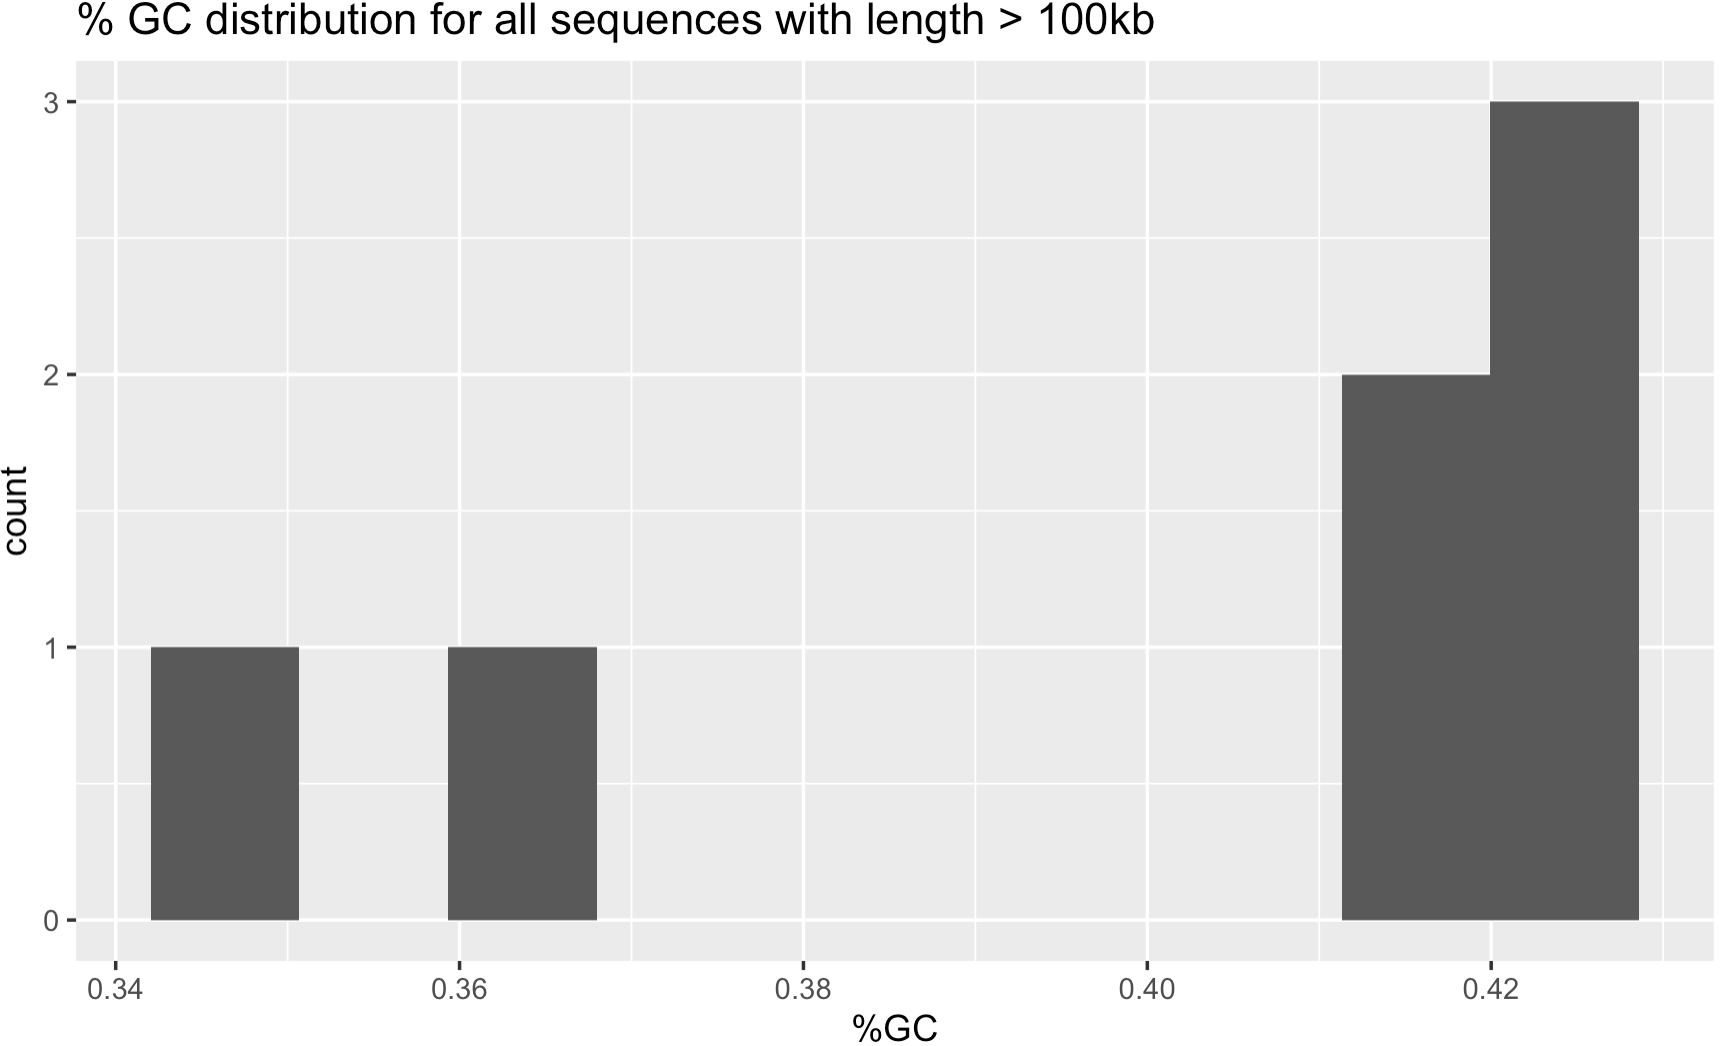 % GC distribution for all sequences with length > 100kb
3
2
1
0
count
0.34 0.36 0.38 0.40 0.42
%GC